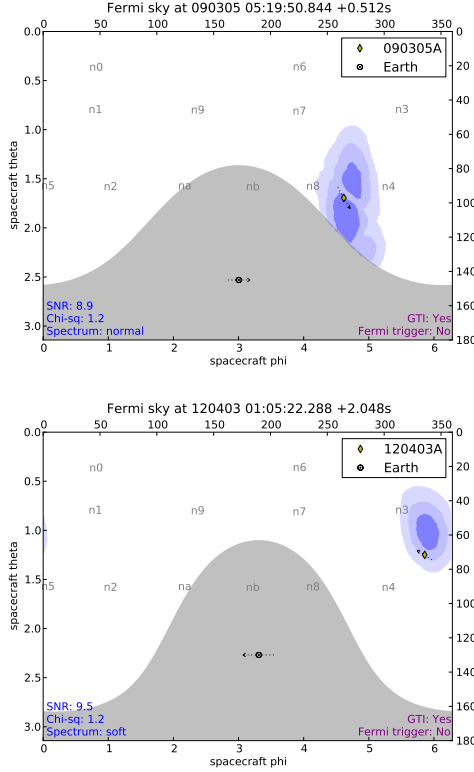 Fermi sky at 090305 05:19:50.844 +0.512s
0 50 100 150 200 250 300 350
0.0
0.5
1.0
1.5
2.0
2.5
3.0
spacecraft theta
090305A
Earth
n0 n6
n1 n9 n7 n3
n5 n2 na nb n8 n4
0
20
40
60
80
100
120
140
160
180
SNR: 8.9
Chi-sq: 1.2
Spectrum: normal
GTI: Yes
Fermi trigger: No
0 1 2 3 4 5 6
spacecraft phi
Fermi sky at 120403 01:05:22.288 +2.048s
0 50 100 150 200 250 300 350
0.0
0.5
1.0
1.5
2.0
2.5
3.0
spacecraft theta
120403A
Earth
n0 n6
n1 n9 n7 n3
n5 n2 na nb n8 n4
0
20
40
60
80
100
120
140
160
180
SNR: 9.5
Chi-sq: 1.2
Spectrum: soft
GTI: Yes
Fermi trigger: No
0 1 2 3 4 5 6
spacecraft phi